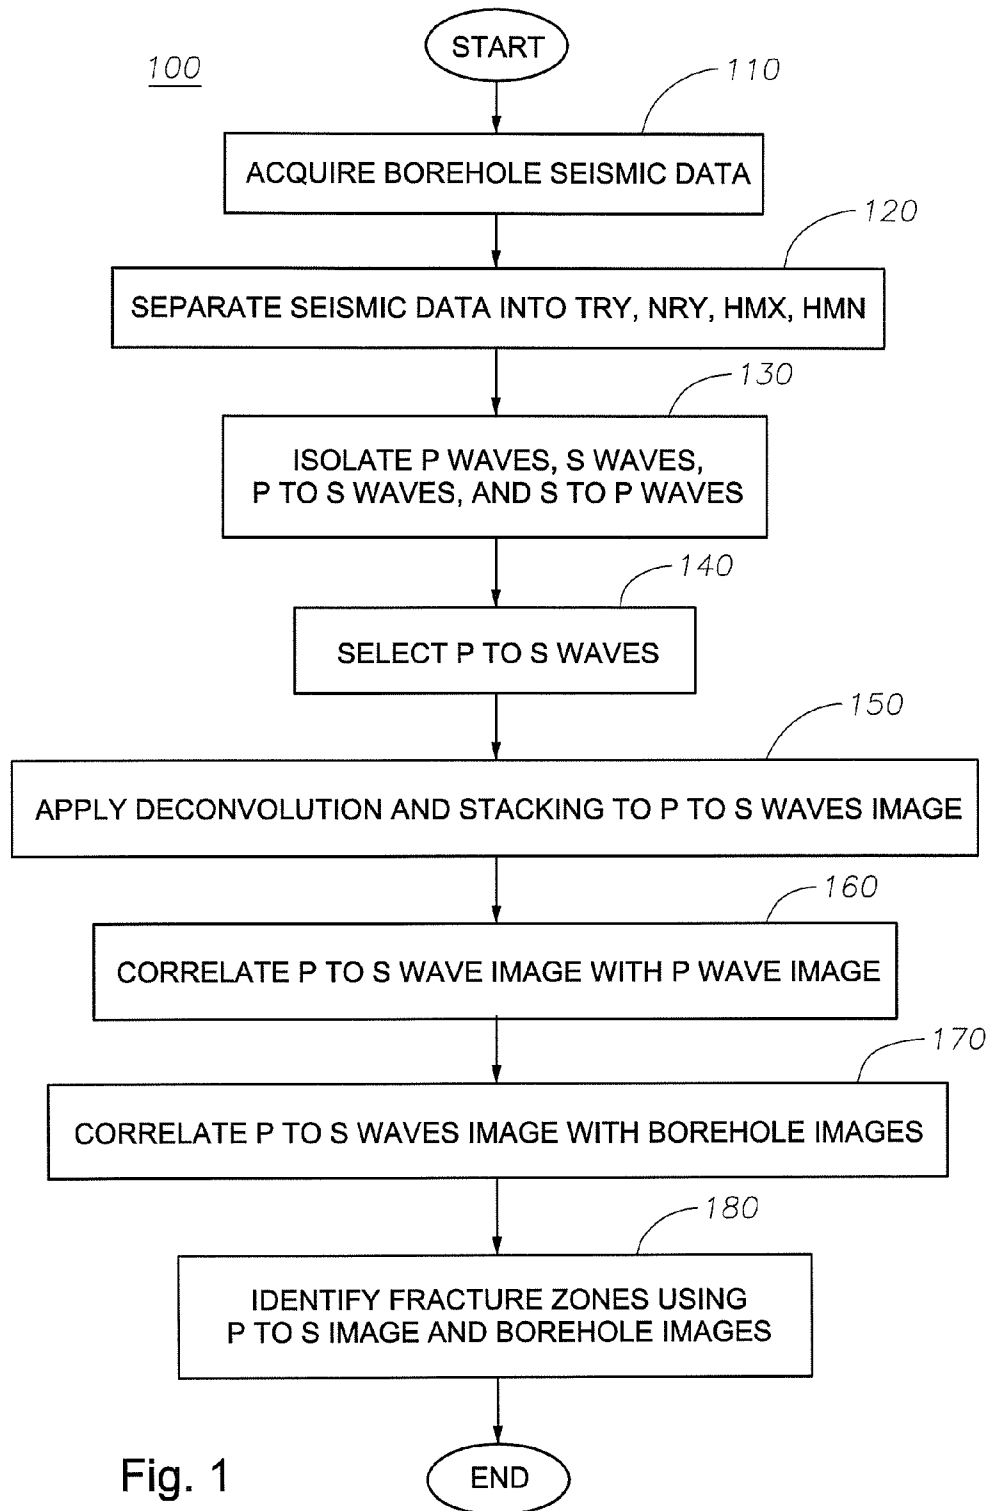 START
100
110
ACQUIRE BOREHOLE SEISMIC DATA
120
SEPARATE SEISMIC DATA INTO TRY, NRY, HMX, HMN
130
ISOLATE P WAVES, S WAVES,
P TO S WAVES, AND S TO P WAVES
140
SELECT P TO S WAVES
150
APPLY DECONVOLUTION AND STACKING TO P TO S WAVES IMAGE
160
CORRELATE P TO S WAVE IMAGE WITH P WAVE IMAGE
170
CORRELATE P TO S WAVES IMAGE WITH BOREHOLE IMAGES
180
IDENTIFY FRACTURE ZONES USING
P TO S IMAGE AND BOREHOLE IMAGES
END
Fig. 1